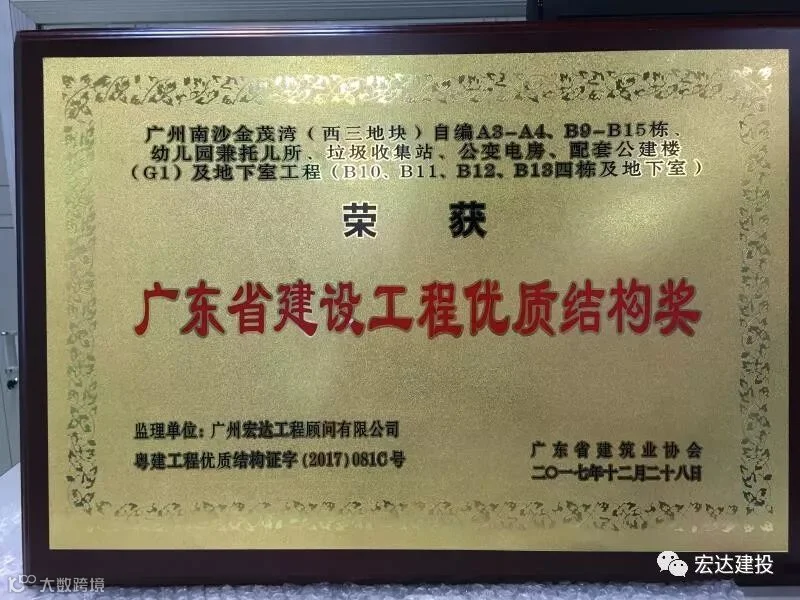 广州南沙金茂湾（西三地块）自编A3-A4、B9-B15栋、
幼儿园兼托儿所、垃圾收集站、公变电房、配套公建楼
（G1）及地下室工程（B10、B11、B12、B13四栋及地下室）
荣 获
广东省建设工程优质结构奖
监理单位：广州宏达工程顾问有限公司
粤建工程优质结构证字(2017)081C号
广东省建筑业协会
二〇一七年十二月二十八日
宏达建投
大数跨境